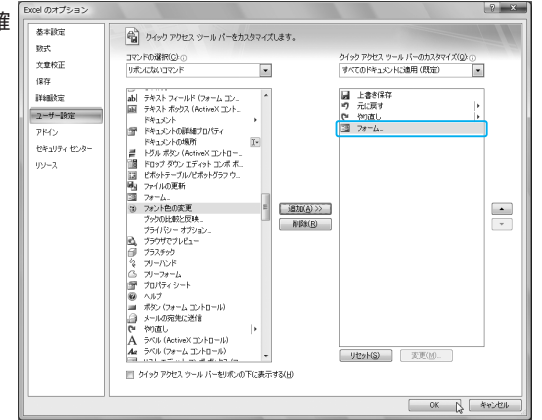 確
Excel のオプション
基本設定
数式
文章校正
保存
詳細設定
ユーザー設定
アドイン
セキュリティ センター
リソース
クイック アクセス ツール バーをカスタマイズします。
コマンドの選択(C):
リボンにないコマンド
テキスト フィールド (フォーム コン...
テキスト ボックス (ActiveX コント...
ドキュメント
ドキュメントの詳細プロパティ
ドキュメントの場所
トグル ボタン (ActiveX コントロー...
ドロップ ダウン エディット コンボ ボ...
ピボットテーブル/ピボットグラフ ウ...
ファイルの更新
フォーム...
フォント色の変更
ブックの比較と反映...
プライバシー オプション...
ブラウザでプレビュー
プラスチック
フリーハンド
フリーフォーム
プロパティ シート
ヘルプ
ボタン (フォーム コントロール)
メールの宛先に送信
やり直し
ラベル (ActiveX コントロール)
ラベル (フォーム コントロール)
追加(A) >>
削除(R)
クイック アクセス ツール バーのカスタマイズ(Q):
すべてのドキュメントに適用 (既定)
上書き保存
元に戻す
やり直し
フォーム...
リセット(S)
変更(M)...
クイック アクセス ツール バーをリボンの下に表示する(H)
OK
キャンセル